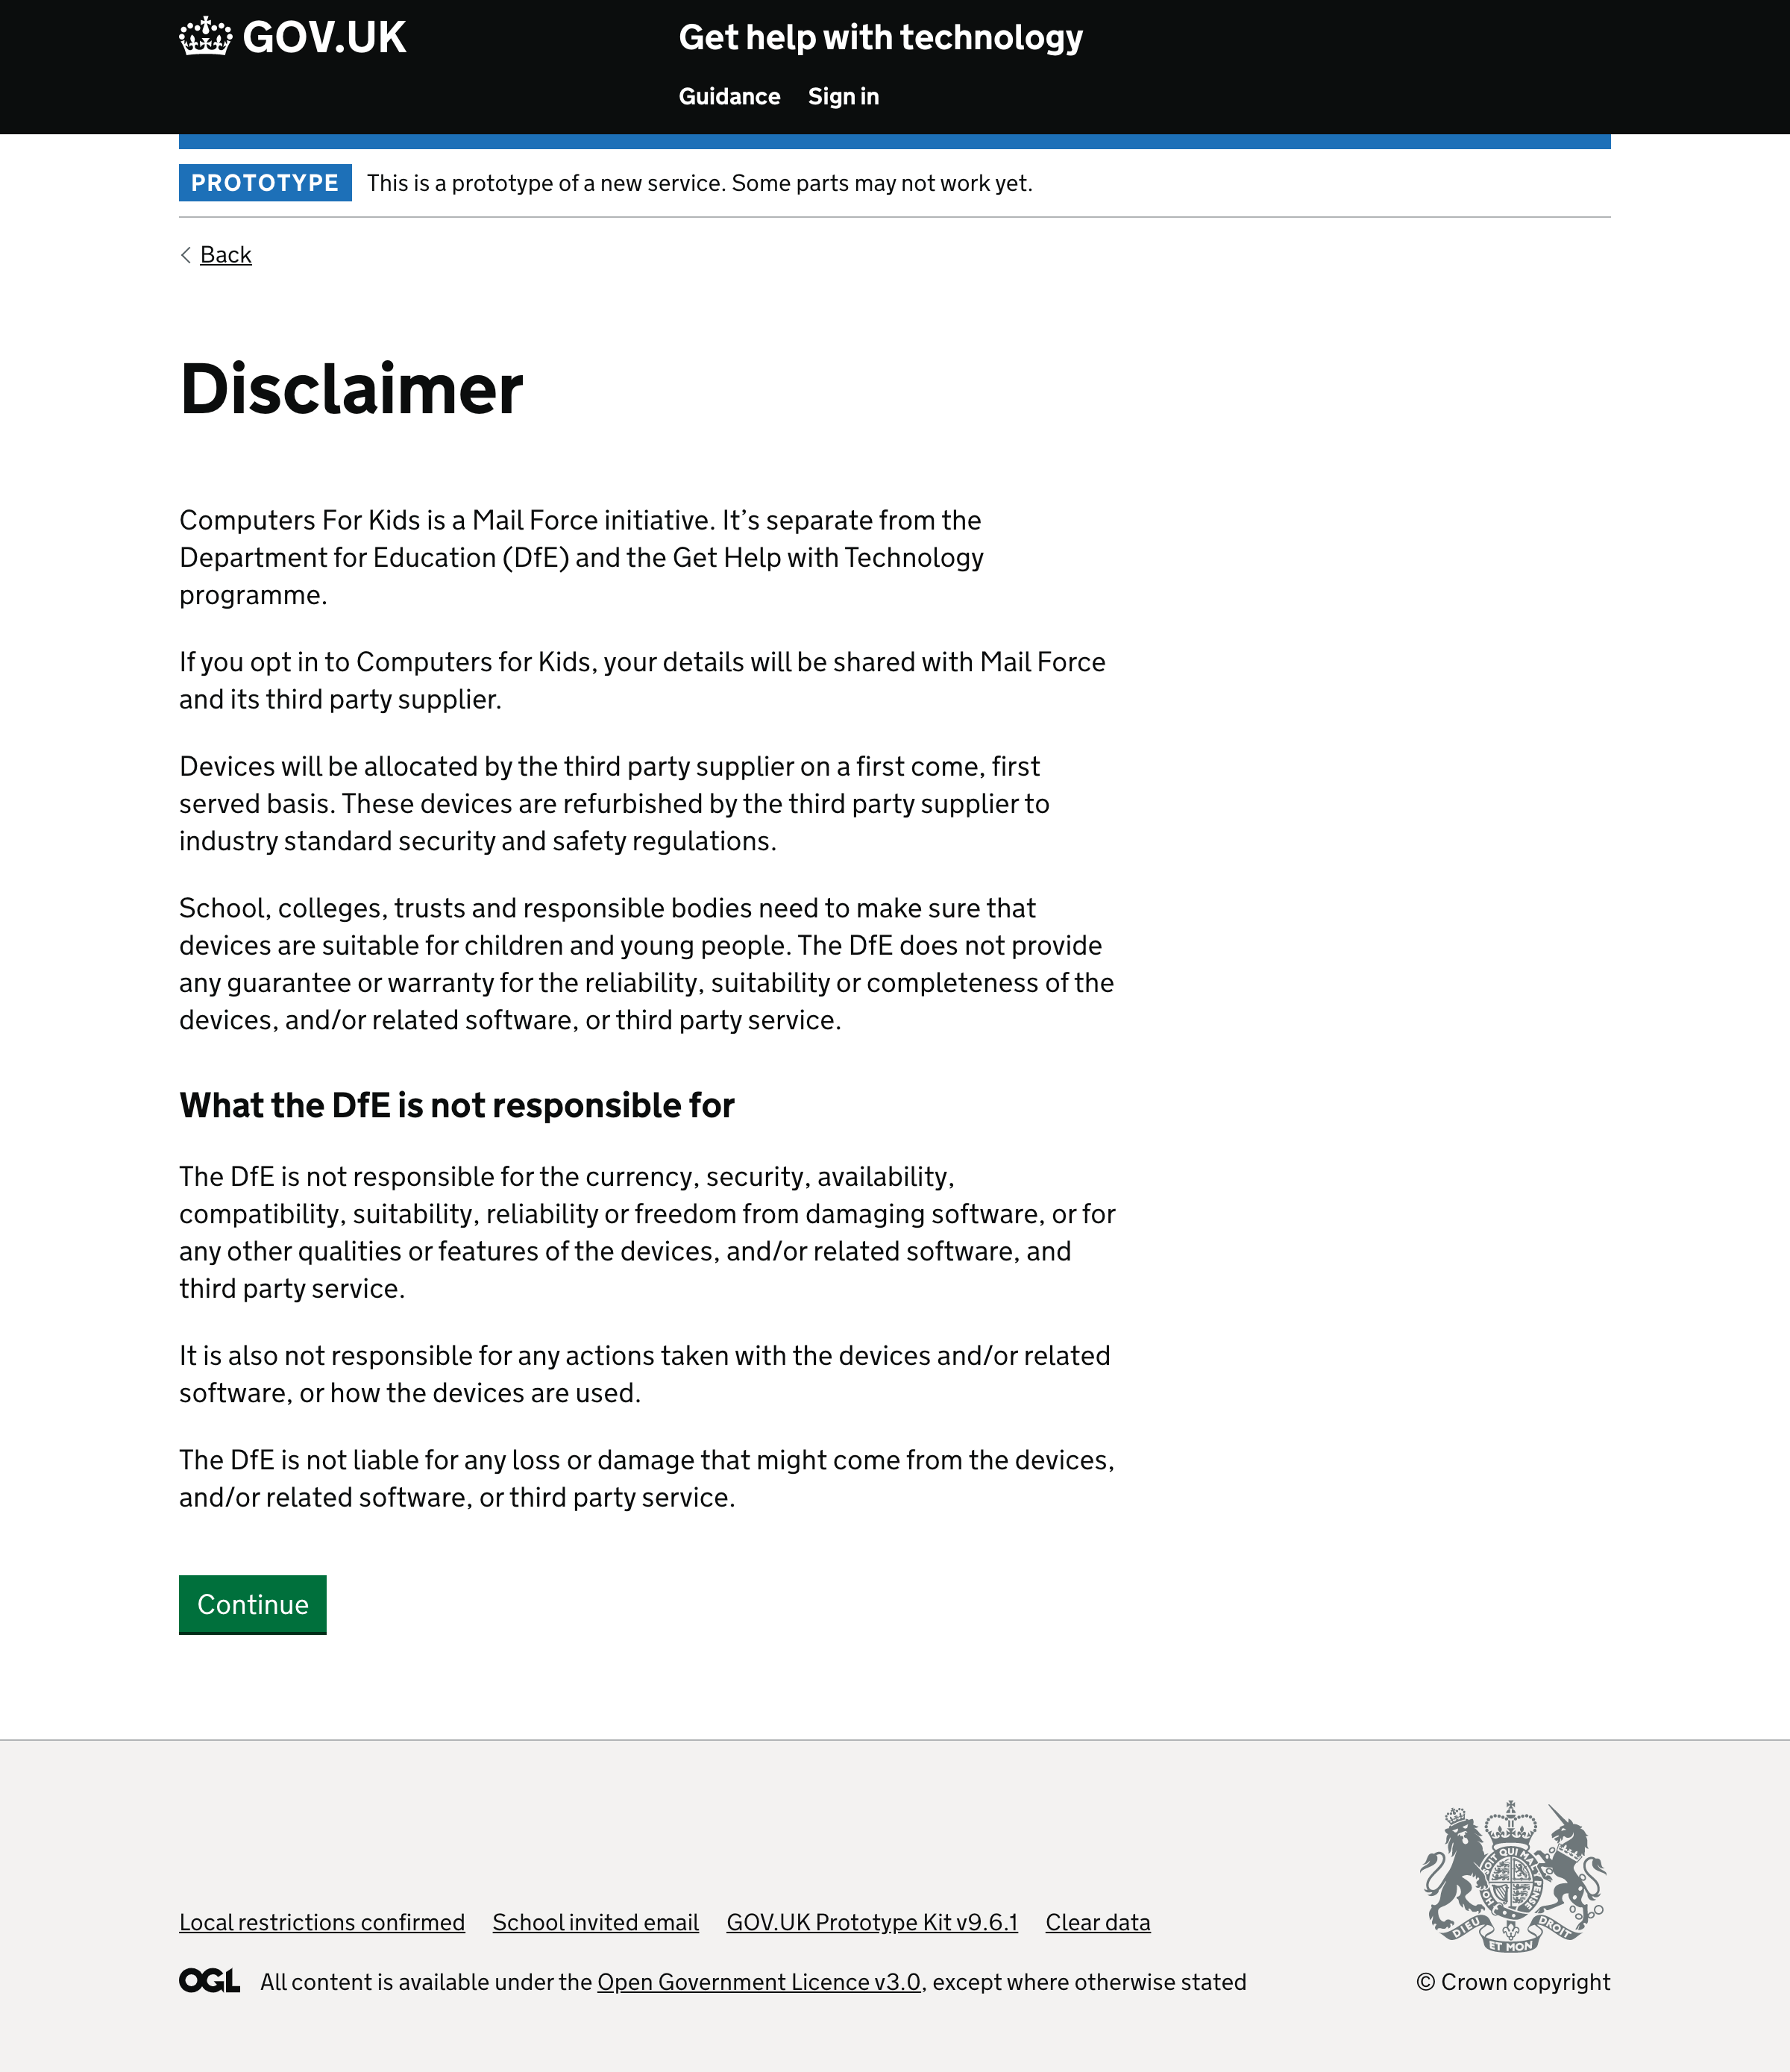 GOV.UK
Get help with technology
Guidance Sign in
PROTOTYPE This is a prototype of a new service. Some parts may not work yet.
Back
Disclaimer
Computers For Kids is a Mail Force initiative. It’s separate from the
Department for Education (DfE) and the Get Help with Technology
programme.
If you opt in to Computers for Kids, your details will be shared with Mail Force
and its third party supplier.
Devices will be allocated by the third party supplier on a first come, first
served basis. These devices are refurbished by the third party supplier to
industry standard security and safety regulations.
School, colleges, trusts and responsible bodies need to make sure that
devices are suitable for children and young people. The DfE does not provide
any guarantee or warranty for the reliability, suitability or completeness of the
devices, and/or related software, or third party service.
What the DfE is not responsible for
The DfE is not responsible for the currency, security, availability,
compatibility, suitability, reliability or freedom from damaging software, or for
any other qualities or features of the devices, and/or related software, and
third party service.
It is also not responsible for any actions taken with the devices and/or related
software, or how the devices are used.
The DfE is not liable for any loss or damage that might come from the devices,
and/or related software, or third party service.
Continue
Local restrictions confirmed School invited email GOV.UK Prototype Kit v9.6.1 Clear data
OGL All content is available under the Open Government Licence v3.0, except where otherwise stated
SOIT QUI MAL Y
DIEU ET MON DROIT
© Crown copyright